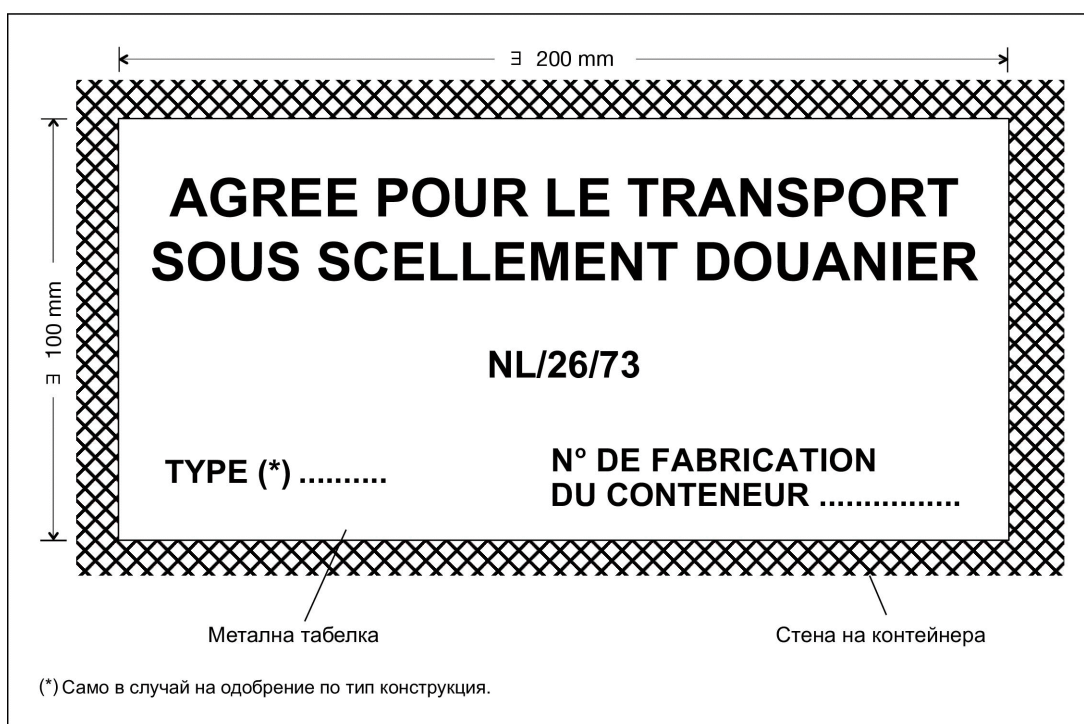 ∃ 200 mm
∃ 100 mm
AGREE POUR LE TRANSPORT
SOUS SCELLEMENT DOUANIER
NL/26/73
TYPE (*) ..........
N° DE FABRICATION
DU CONTENEUR ................
Метална табелка
Стена на контейнера
(*) Само в случай на одобрение по тип конструкция.